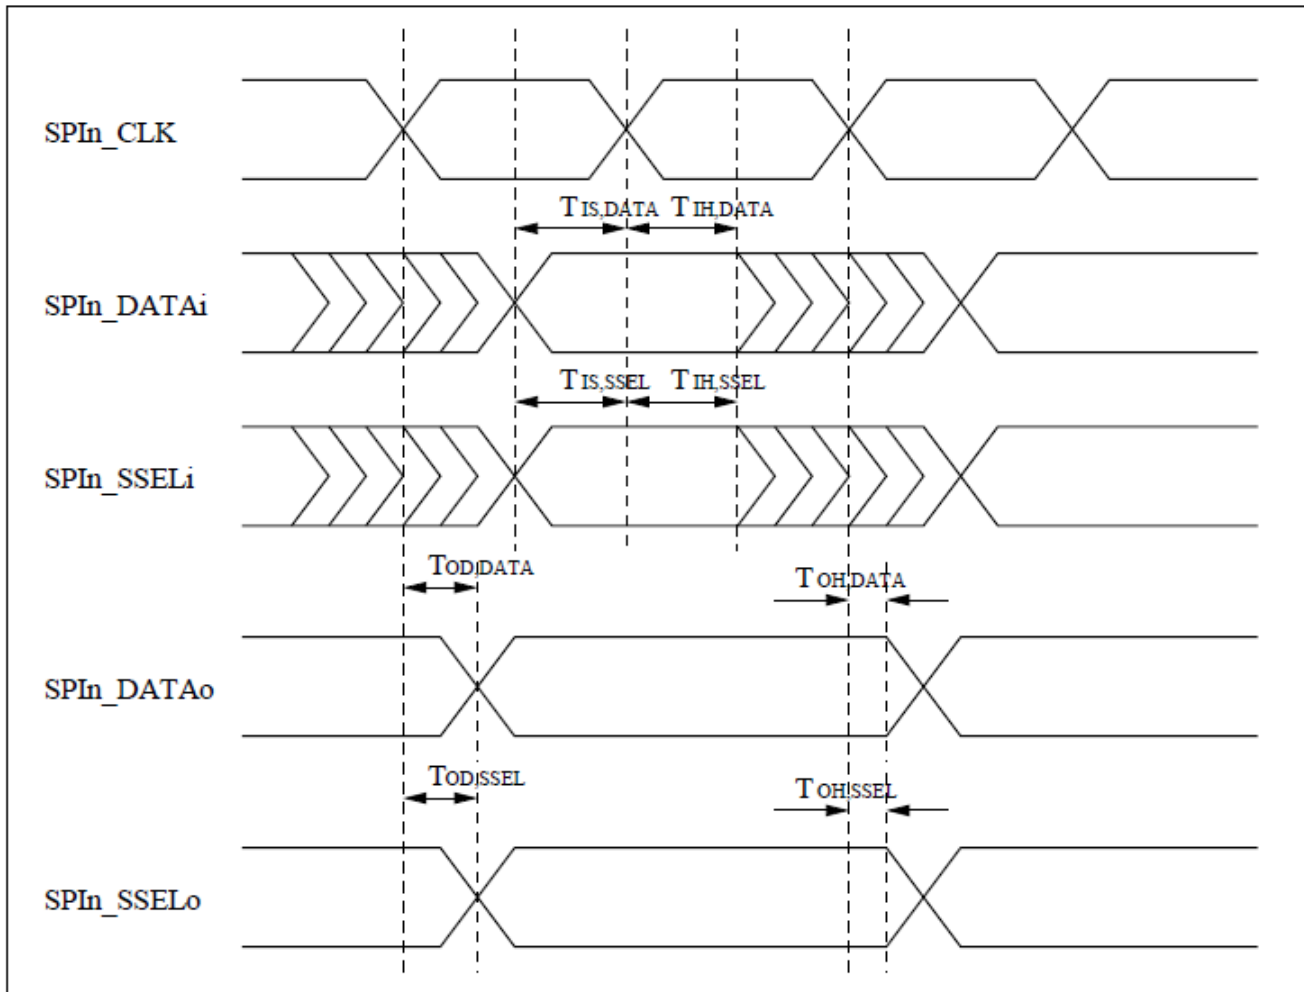 SPIn_CLK
TIS,DATA TIH,DATA
SPIn_DATAi
TIS,SSEL TIH,SSEL
SPIn_SSELi
TOD,DATA TOH,DATA
SPIn_DATAo
TOD,SSEL TOH,SSEL
SPIn_SSELo